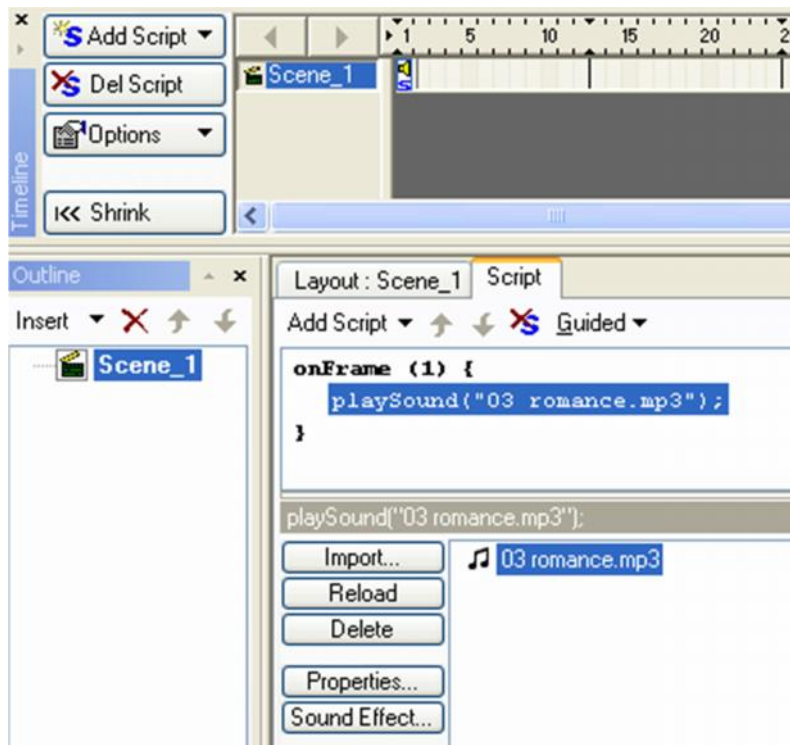 Timeline
Add Script
Del Script
Options
Shrink
1 5 10 15 20 2
Scene_1
Outline
Insert
Scene_1
Layout : Scene_1 Script
Add Script Guided
onFrame (1) {
playSound("03 romance.mp3");
}
playSound("03 romance.mp3");
Import...
Reload
Delete
Properties...
Sound Effect...
03 romance.mp3